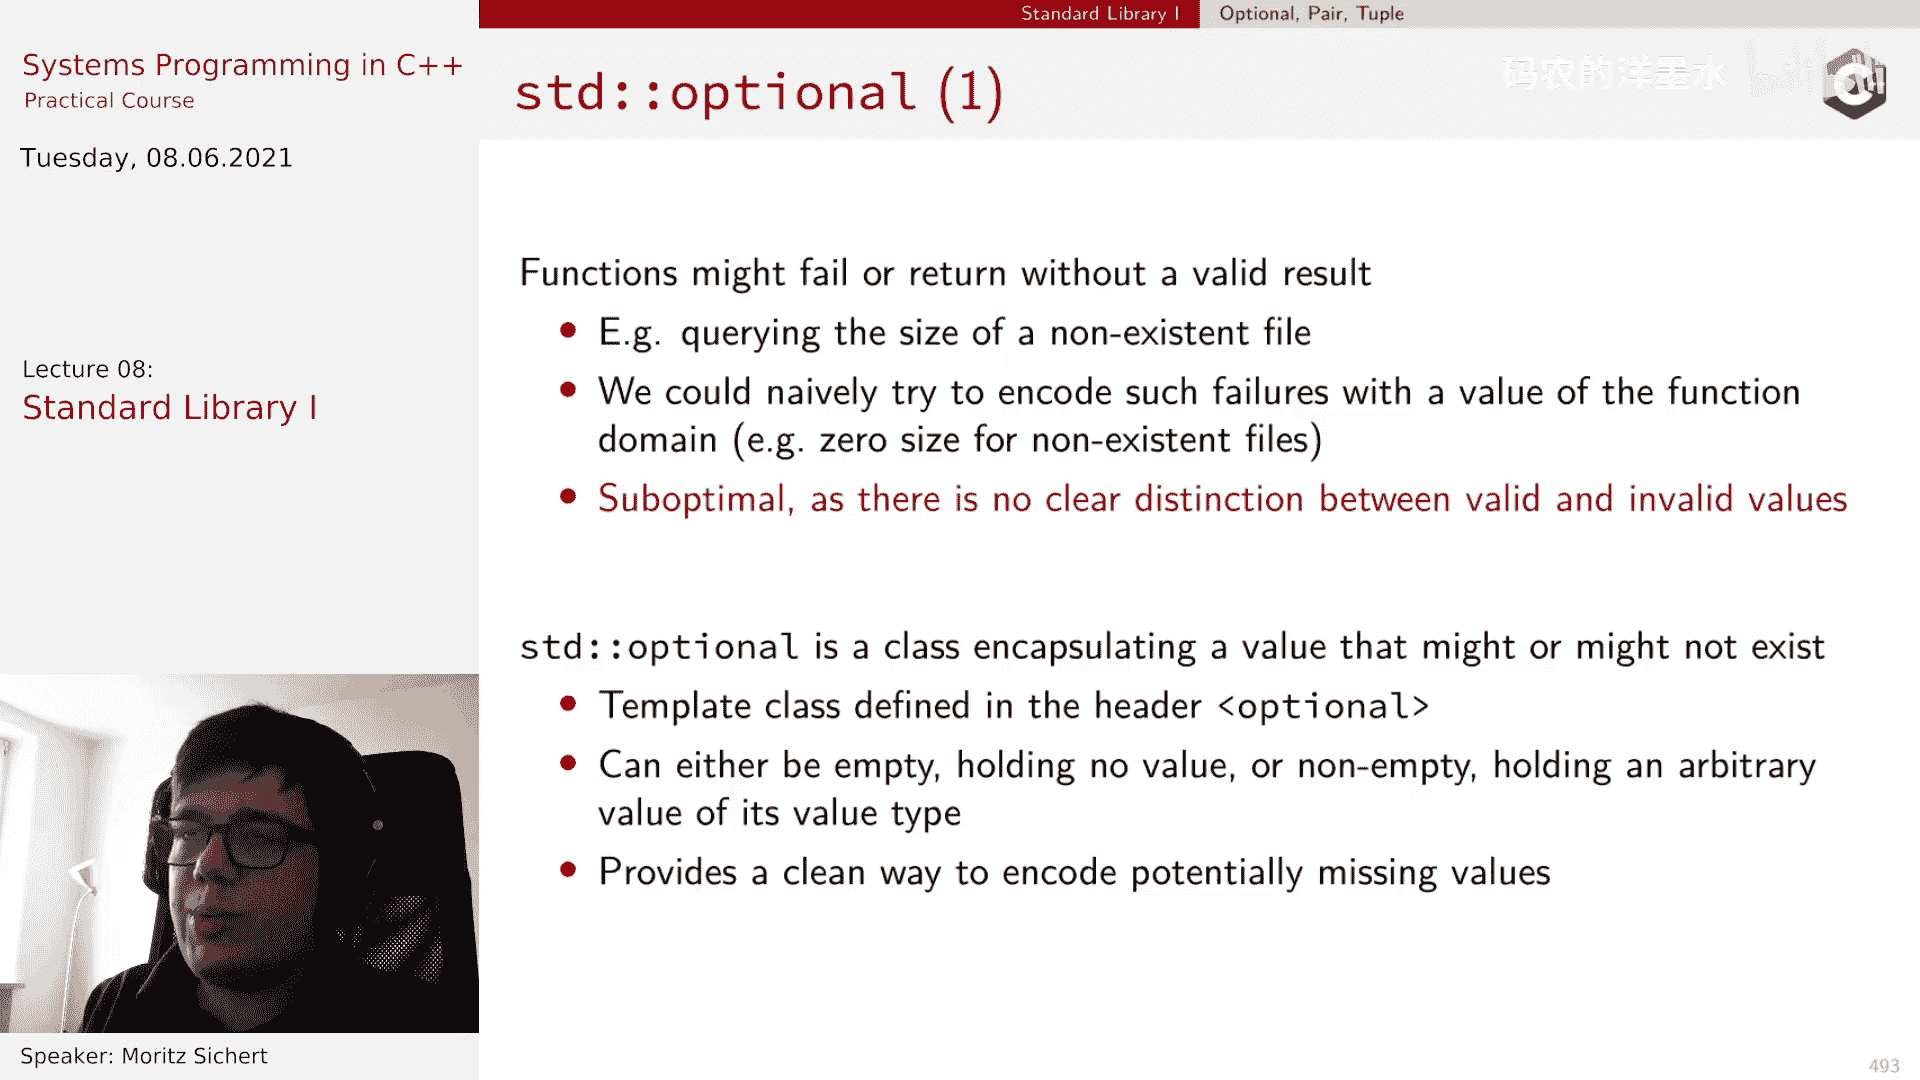 Standard Library I
Optional, Pair, Tuple
Systems Programming in C++
Practical Course
Tuesday, 08.06.2021
Lecture 08:
Standard Library I
Speaker: Moritz Sichert
std::optional (1)
码农的洋墨水
Functions might fail or return without a valid result
• E.g. querying the size of a non-existent file
• We could naively try to encode such failures with a value of the function
domain (e.g. zero size for non-existent files)
• Suboptimal, as there is no clear distinction between valid and invalid values
std::optional is a class encapsulating a value that might or might not exist
• Template class defined in the header <optional>
• Can either be empty, holding no value, or non-empty, holding an arbitrary
value of its value type
• Provides a clean way to encode potentially missing values
493